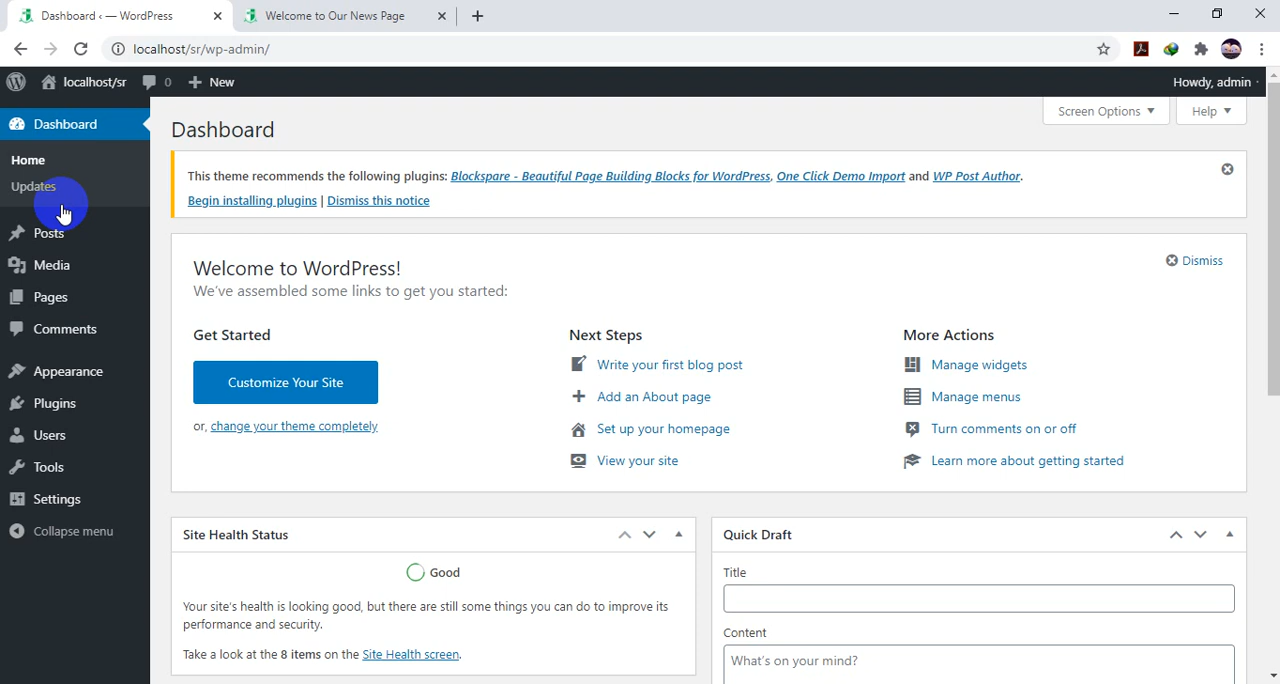 Dashboard ‹ — WordPress
Welcome to Our News Page
localhost/sr/wp-admin/
localhost/sr 0 New
Howdy, admin
Dashboard
Home
Updates
Posts
Media
Pages
Comments
Appearance
Plugins
Users
Tools
Settings
Collapse menu
Screen Options
Help
Dashboard
This theme recommends the following plugins: Blockspare - Beautiful Page Building Blocks for WordPress, One Click Demo Import and WP Post Author.
Begin installing plugins | Dismiss this notice
Welcome to WordPress!
Dismiss
We've assembled some links to get you started:
Get Started
Customize Your Site
or, change your theme completely
Next Steps
Write your first blog post
Add an About page
Set up your homepage
View your site
More Actions
Manage widgets
Manage menus
Turn comments on or off
Learn more about getting started
Site Health Status
Good
Your site's health is looking good, but there are still some things you can do to improve its
performance and security.
Take a look at the 8 items on the Site Health screen.
Quick Draft
Title
Content
What's on your mind?